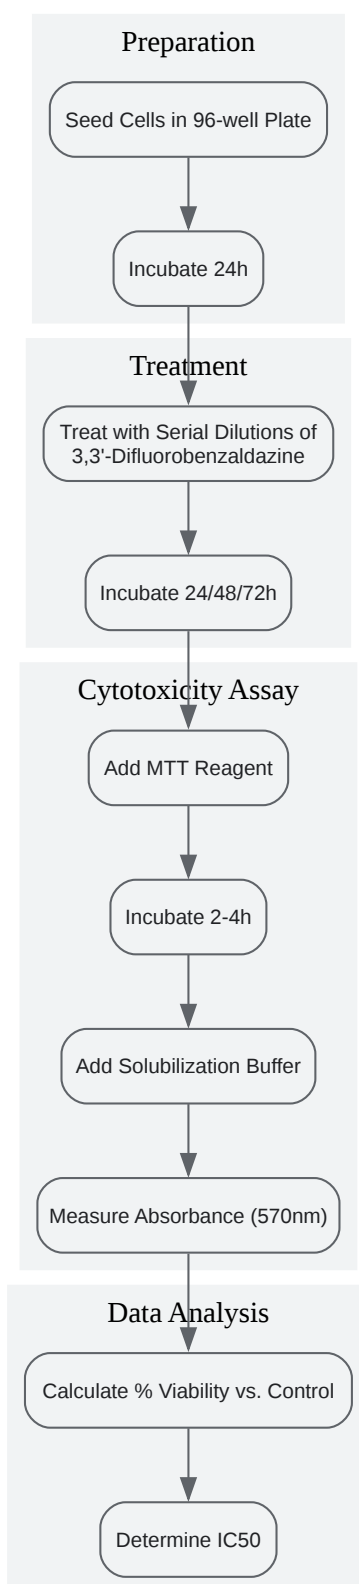 Preparation
Seed Cells in 96-well Plate
Incubate 24h
Treatment
Treat with Serial Dilutions of
3,3'-Difluorobenzaldazine
Incubate 24/48/72h
Cytotoxicity Assay
Add MTT Reagent
Incubate 2-4h
Add Solubilization Buffer
Measure Absorbance (570nm)
Data Analysis
Calculate % Viability vs. Control
Determine IC50